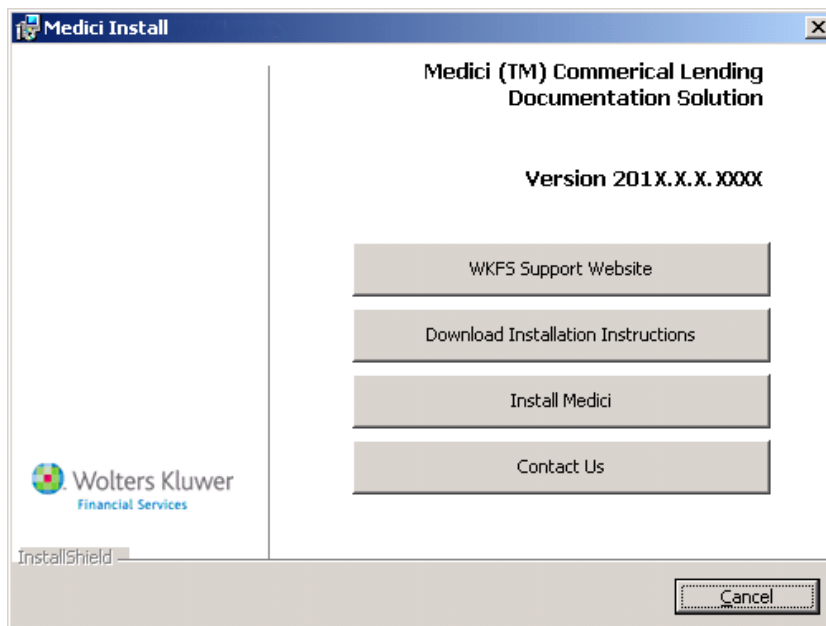 Medici Install
Medici (TM) Commerical Lending
Documentation Solution
Version 201X.X.X.XXXX
WKFS Support Website
Download Installation Instructions
Install Medici
Contact Us
Wolters Kluwer
Financial Services
InstallShield
Cancel